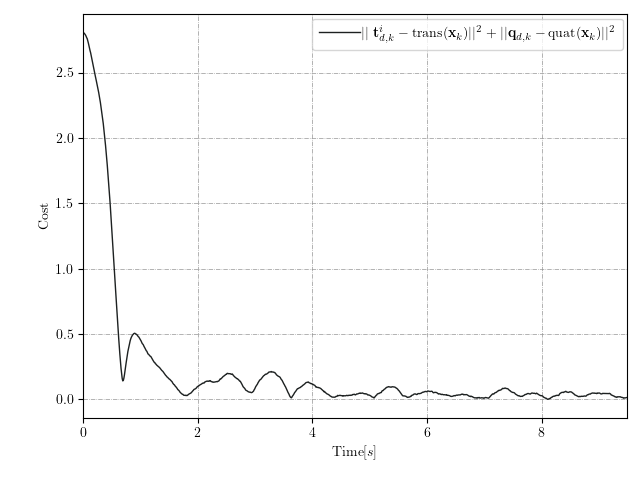 || t^i_{d,k} − trans(x_k)||^2 + ||q_{d,k} − quat(x_k)||^2
2.5
2.0
1.5
1.0
0.5
0.0
Cost
0 2 4 6 8
Time[s]